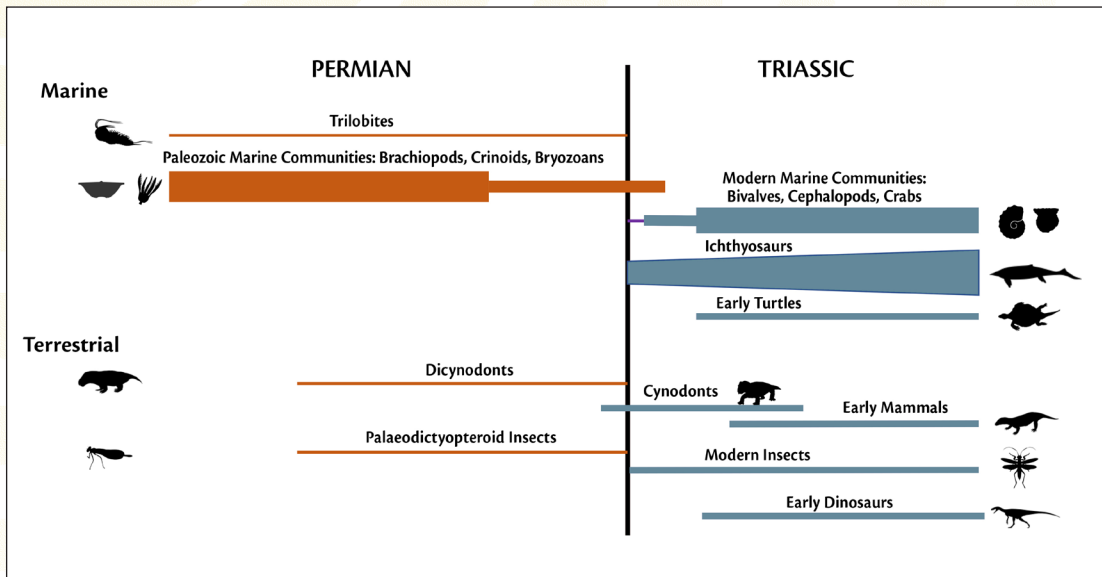 PERMIAN
TRIASSIC
Marine
Trilobites
Paleozoic Marine Communities: Brachiopods, Crinoids, Bryozoans
Modern Marine Communities:
Bivalves, Cephalopods, Crabs
Ichthyosaurs
Early Turtles
Terrestrial
Dicynodonts
Cynodonts
Early Mammals
Palaeodictyopteroid Insects
Modern Insects
Early Dinosaurs